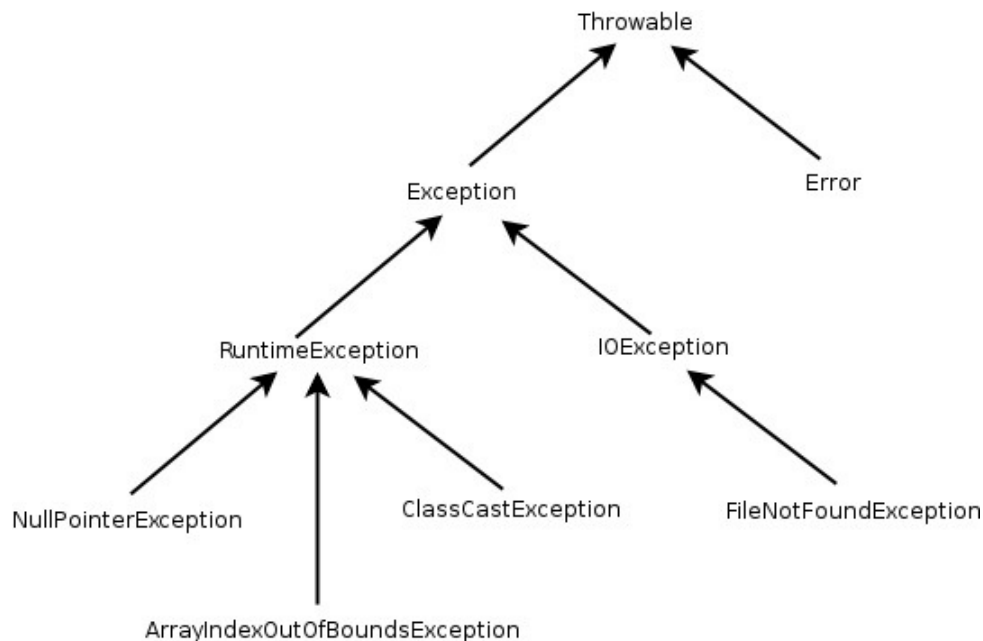 Throwable
Exception
Error
RuntimeException
IOException
NullPointerException
ClassCastException
FileNotFoundException
ArrayIndexOutOfBoundsException